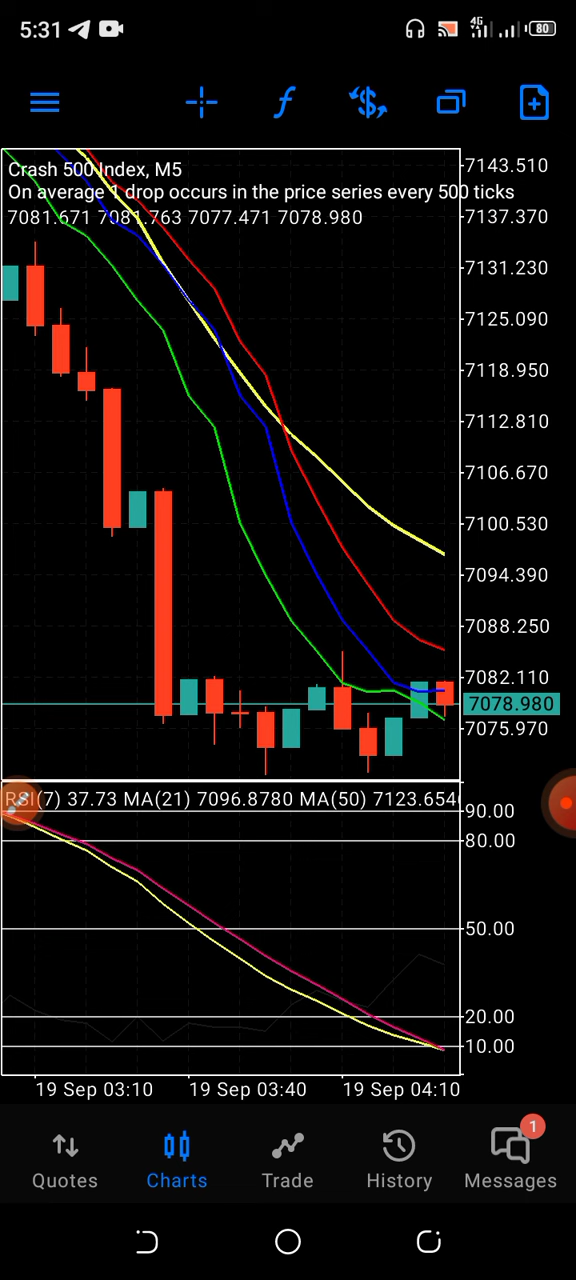 5:31 4G 80
Crash 500 Index, M5
On average 1 drop occurs in the price series every 500 ticks
7081.671 7081.763 7077.471 7078.980
7143.510
7137.370
7131.230
7125.090
7118.950
7112.810
7106.670
7100.530
7094.390
7088.250
7082.110
7078.980
7075.970
RSI(7) 37.73 MA(21) 7096.8780 MA(50) 7123.654
90.00
80.00
50.00
20.00
10.00
19 Sep 03:10 19 Sep 03:40 19 Sep 04:10
1
Quotes Charts Trade History Messages